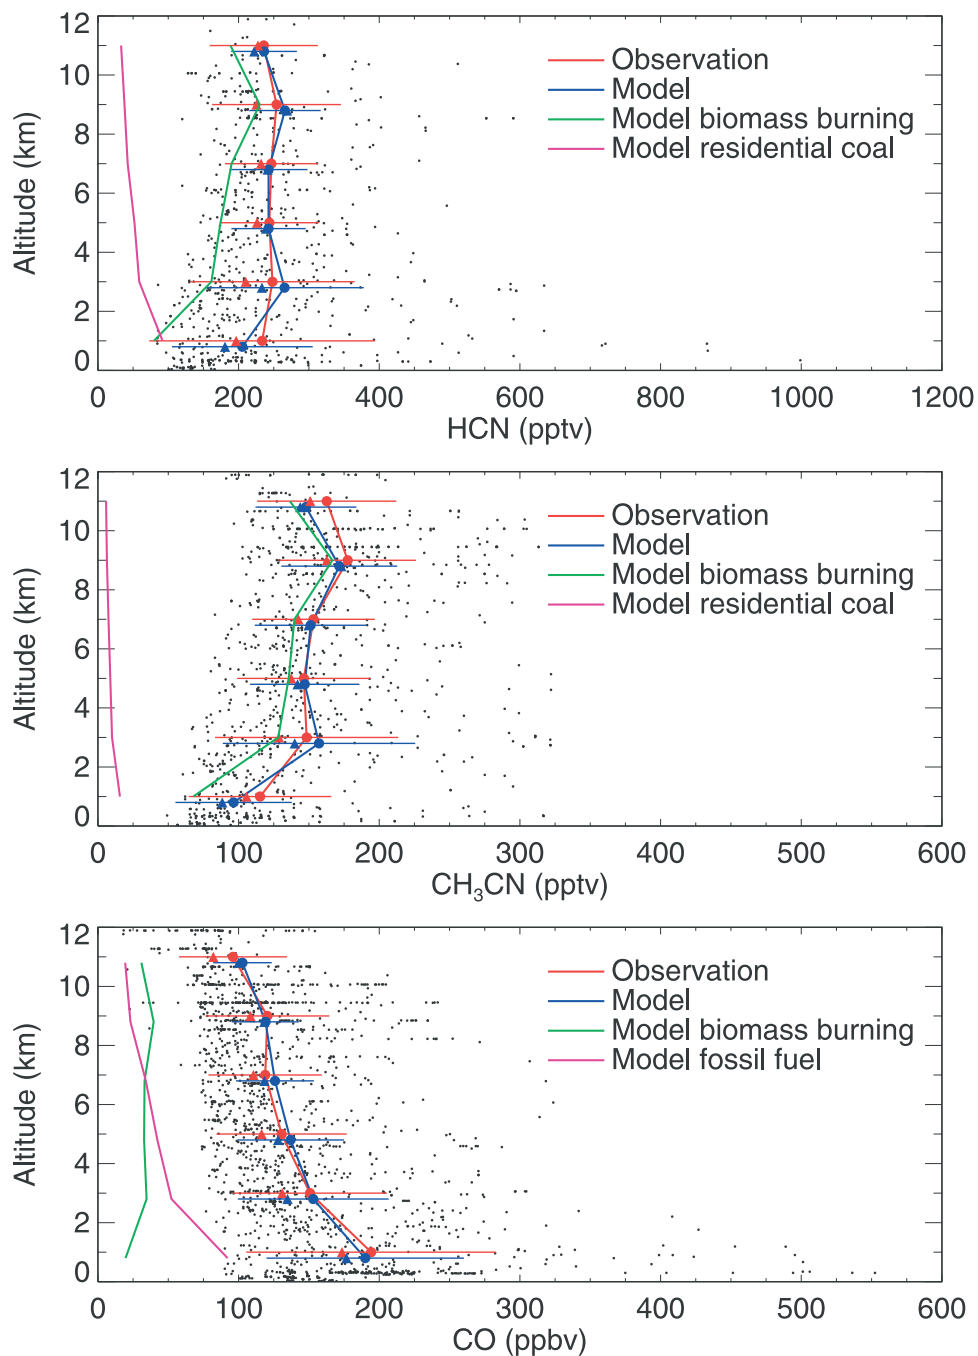 12
10
8
6
4
2
0
Altitude (km)
Observation
Model
Model biomass burning
Model residential coal
0 200 400 600 800 1000 1200
HCN (pptv)
12
10
8
6
4
2
0
Altitude (km)
Observation
Model
Model biomass burning
Model residential coal
0 100 200 300 400 500 600
CH₃CN (pptv)
12
10
8
6
4
2
0
Altitude (km)
Observation
Model
Model biomass burning
Model fossil fuel
0 100 200 300 400 500 600
CO (ppbv)